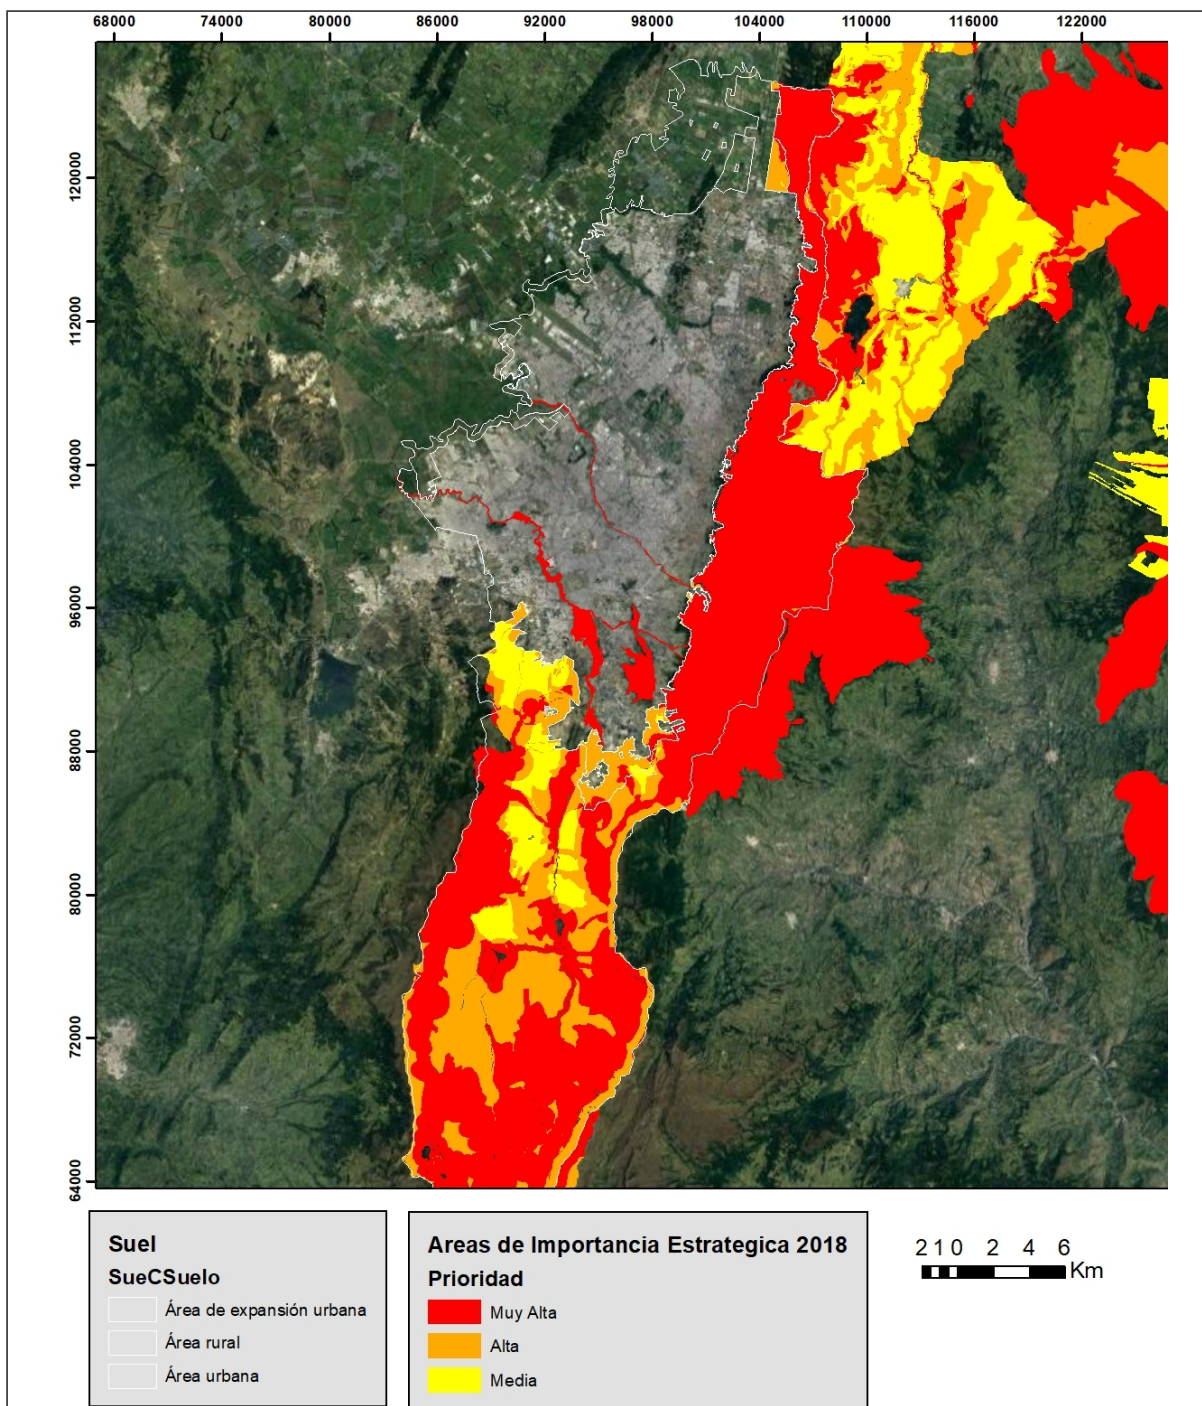 68000 74000 80000 86000 92000 98000 104000 110000 116000 122000
120000
112000
104000
96000
88000
80000
72000
64000
Suel
SueCSuelo
Área de expansión urbana
Área rural
Área urbana
Areas de Importancia Estrategica 2018
Prioridad
Muy Alta
Alta
Media
2 1 0 2 4 6
Km